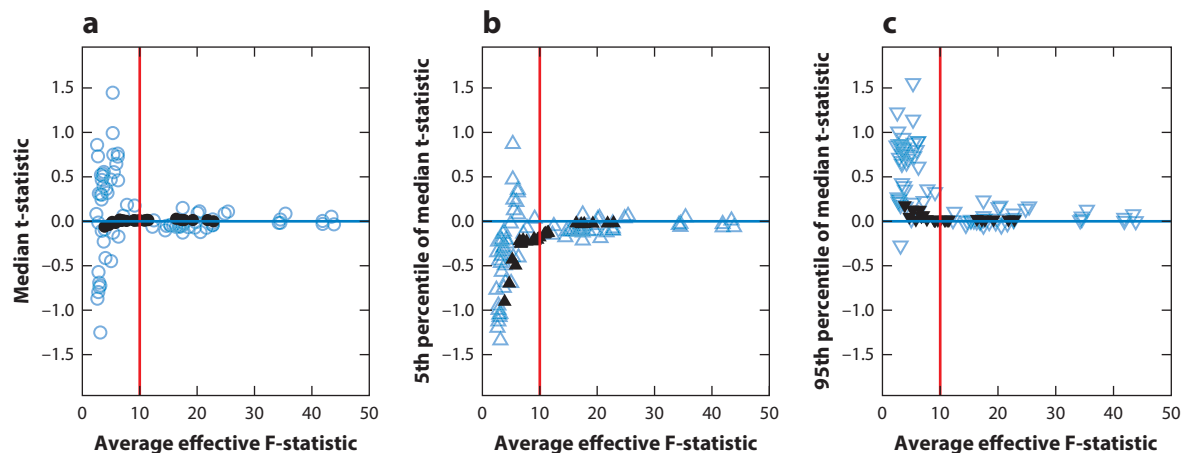 a
Median t-statistic
1.5
1.0
0.5
0.0
−0.5
−1.0
−1.5
0 10 20 30 40 50
Average effective F-statistic
b
5th percentile of median t-statistic
1.5
1.0
0.5
0.0
−0.5
−1.0
−1.5
0 10 20 30 40 50
Average effective F-statistic
c
95th percentile of median t-statistic
1.5
1.0
0.5
0.0
−0.5
−1.0
−1.5
0 10 20 30 40 50
Average effective F-statistic